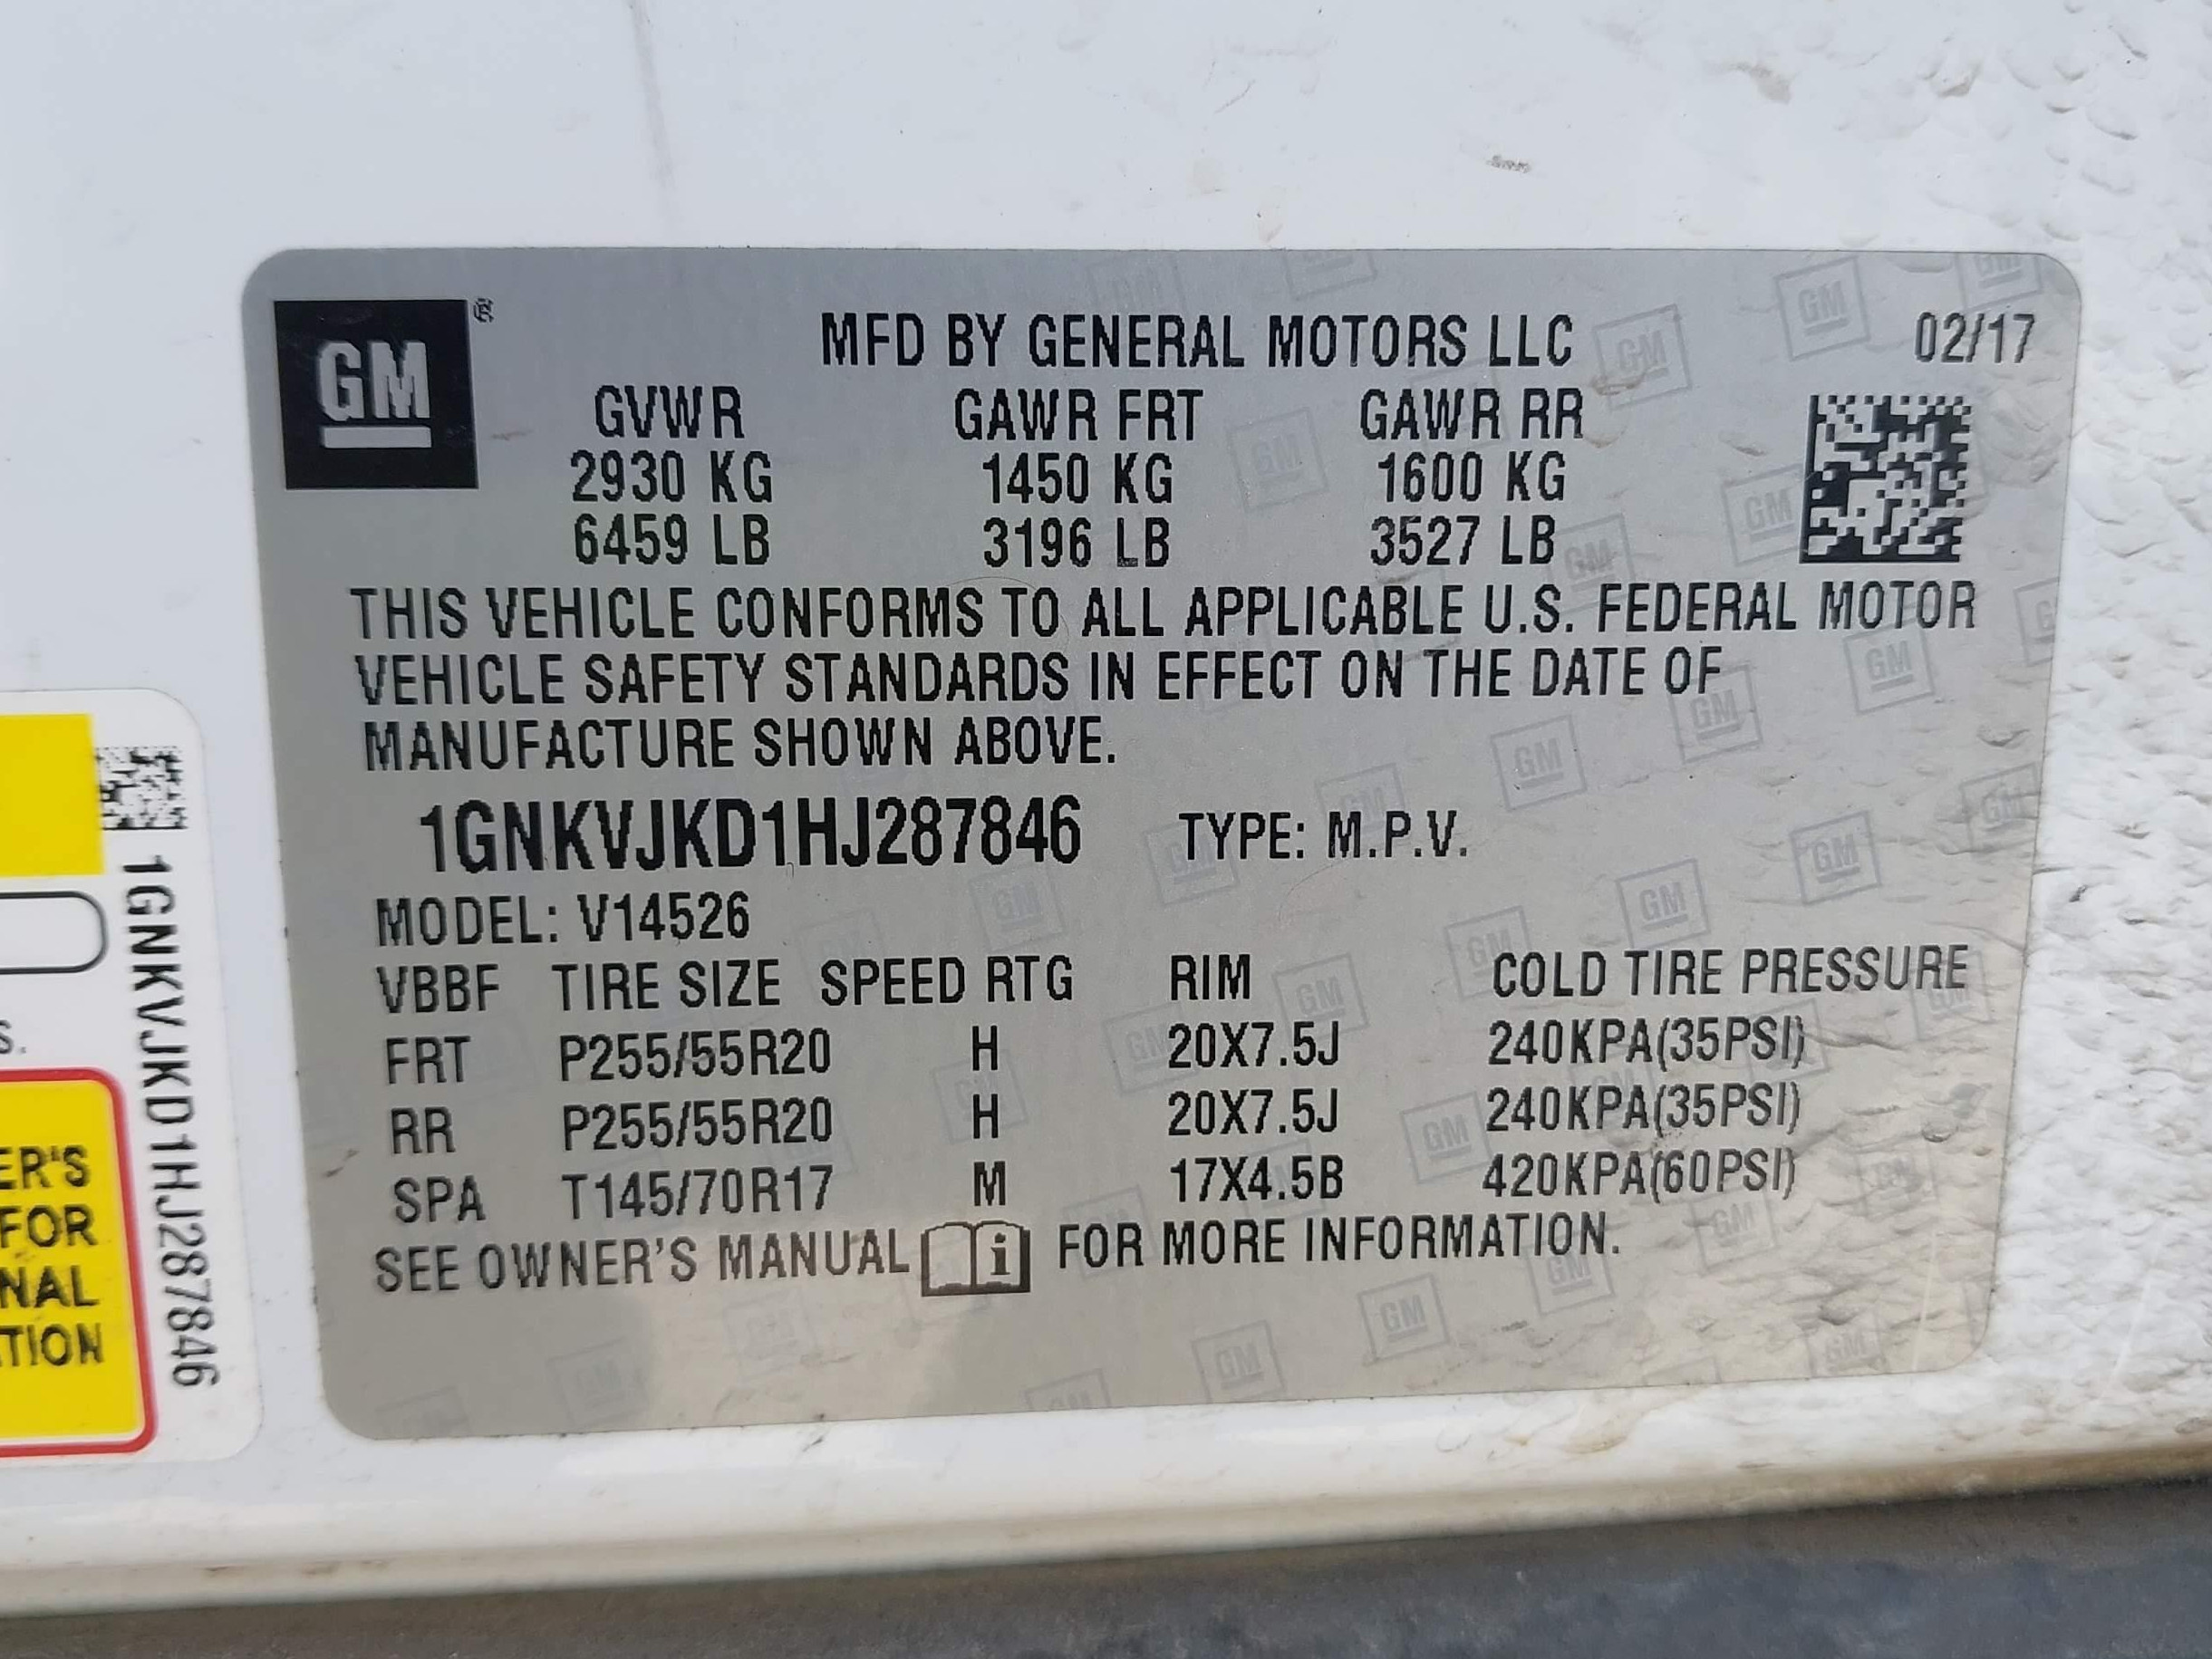 GM
MFD BY GENERAL MOTORS LLC 02/17
GVWR GAWR FRT GAWR RR
2930 KG 1450 KG 1600 KG
6459 LB 3196 LB 3527 LB
THIS VEHICLE CONFORMS TO ALL APPLICABLE U.S. FEDERAL MOTOR
VEHICLE SAFETY STANDARDS IN EFFECT ON THE DATE OF
MANUFACTURE SHOWN ABOVE.
1GNKVJKD1HJ287846 TYPE: M.P.V.
MODEL: V14526
VBBF TIRE SIZE SPEED RTG RIM COLD TIRE PRESSURE
FRT P255/55R20 H 20X7.5J 240KPA(35PSI)
RR P255/55R20 H 20X7.5J 240KPA(35PSI)
SPA T145/70R17 M 17X4.5B 420KPA(60PSI)
SEE OWNER'S MANUAL i FOR MORE INFORMATION.
1GNKVJKD1HJ287846
S.
ER'S
FOR
NAL
TION